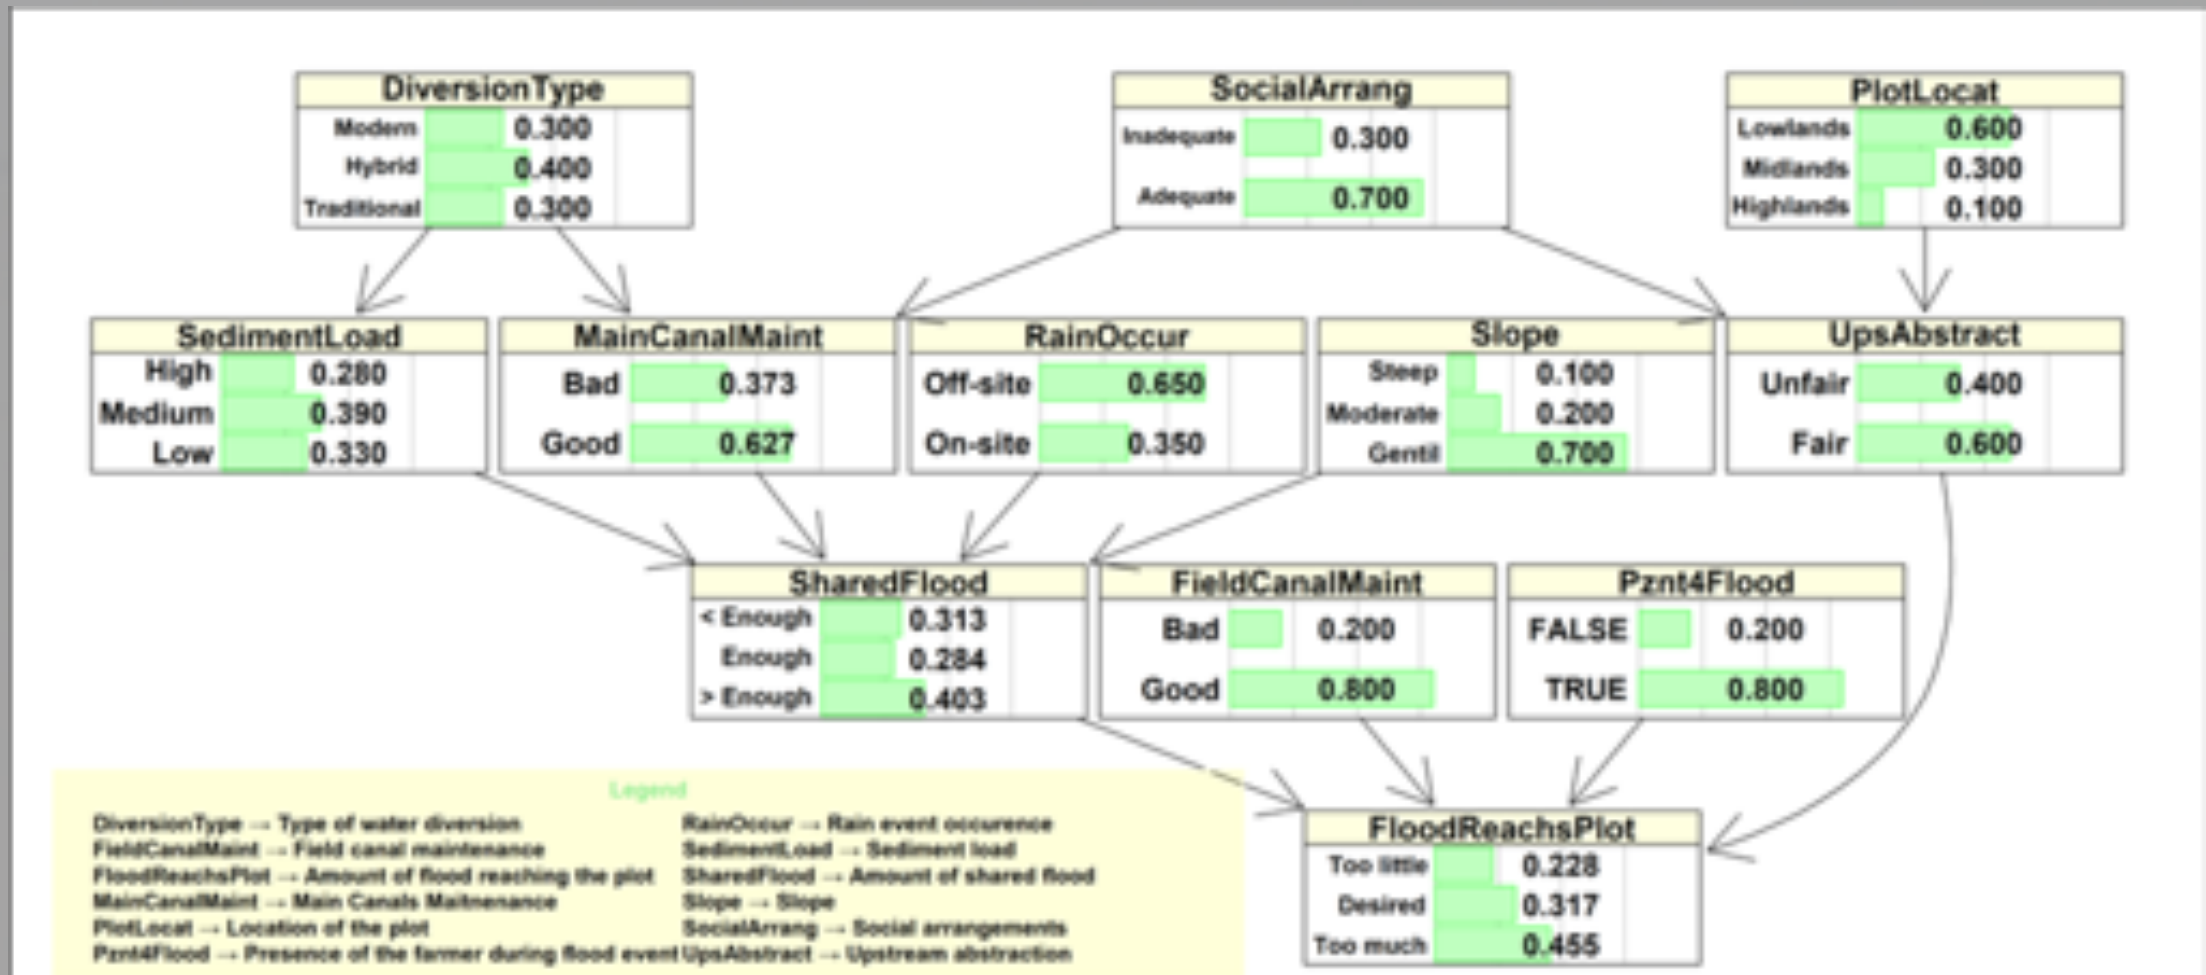 DiversionType
Modern 0.300
Hybrid 0.400
Traditional 0.300
SocialArrang
Inadequate 0.300
Adequate 0.700
PlotLocat
Lowlands 0.600
Midlands 0.300
Highlands 0.100
SedimentLoad
High 0.280
Medium 0.390
Low 0.330
MainCanalMaint
Bad 0.373
Good 0.627
RainOccur
Off-site 0.650
On-site 0.350
Slope
Steep 0.100
Moderate 0.200
Gentil 0.700
UpsAbstract
Unfair 0.400
Fair 0.600
SharedFlood
< Enough 0.313
Enough 0.284
> Enough 0.403
FieldCanalMaint
Bad 0.200
Good 0.800
Pznt4Flood
FALSE 0.200
TRUE 0.800
FloodReachsPlot
Too little 0.228
Desired 0.317
Too much 0.455
Legend
DiversionType → Type of water diversion
FieldCanalMaint → Field canal maintenance
FloodReachsPlot → Amount of flood reaching the plot
MainCanalMaint → Main Canals Maitnenance
PlotLocat → Location of the plot
Pznt4Flood → Presence of the farmer during flood event
RainOccur → Rain event occurence
SedimentLoad → Sediment load
SharedFlood → Amount of shared flood
Slope → Slope
SocialArrang → Social arrangements
UpsAbstract → Upstream abstraction